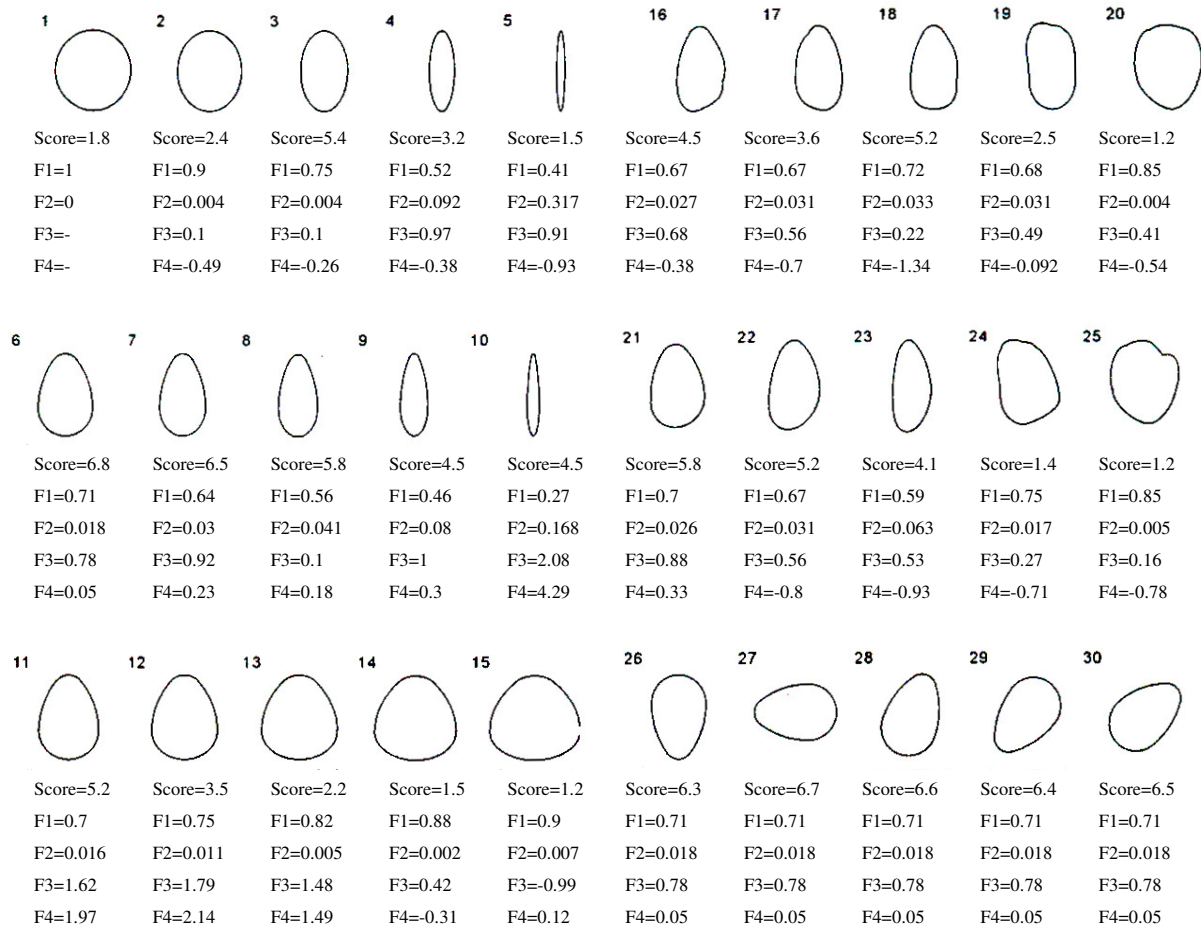 1 2 3 4 5 16 17 18 19 20
Score=1.8 Score=2.4 Score=5.4 Score=3.2 Score=1.5 Score=4.5 Score=3.6 Score=5.2 Score=2.5 Score=1.2
F1=1 F1=0.9 F1=0.75 F1=0.52 F1=0.41 F1=0.67 F1=0.67 F1=0.72 F1=0.68 F1=0.85
F2=0 F2=0.004 F2=0.004 F2=0.092 F2=0.317 F2=0.027 F2=0.031 F2=0.033 F2=0.031 F2=0.004
F3=- F3=0.1 F3=0.1 F3=0.97 F3=0.91 F3=0.68 F3=0.56 F3=0.22 F3=0.49 F3=0.41
F4=- F4=-0.49 F4=-0.26 F4=-0.38 F4=-0.93 F4=-0.38 F4=-0.7 F4=-1.34 F4=-0.092 F4=-0.54
6 7 8 9 10 21 22 23 24 25
Score=6.8 Score=6.5 Score=5.8 Score=4.5 Score=4.5 Score=5.8 Score=5.2 Score=4.1 Score=1.4 Score=1.2
F1=0.71 F1=0.64 F1=0.56 F1=0.46 F1=0.27 F1=0.7 F1=0.67 F1=0.59 F1=0.75 F1=0.85
F2=0.018 F2=0.03 F2=0.041 F2=0.08 F2=0.168 F2=0.026 F2=0.031 F2=0.063 F2=0.017 F2=0.005
F3=0.78 F3=0.92 F3=0.1 F3=1 F3=2.08 F3=0.88 F3=0.56 F3=0.53 F3=0.27 F3=0.16
F4=0.05 F4=0.23 F4=0.18 F4=0.3 F4=4.29 F4=0.33 F4=-0.8 F4=-0.93 F4=-0.71 F4=-0.78
11 12 13 14 15 26 27 28 29 30
Score=5.2 Score=3.5 Score=2.2 Score=1.5 Score=1.2 Score=6.3 Score=6.7 Score=6.6 Score=6.4 Score=6.5
F1=0.7 F1=0.75 F1=0.82 F1=0.88 F1=0.9 F1=0.71 F1=0.71 F1=0.71 F1=0.71 F1=0.71
F2=0.016 F2=0.011 F2=0.005 F2=0.002 F2=0.007 F2=0.018 F2=0.018 F2=0.018 F2=0.018 F2=0.018
F3=1.62 F3=1.79 F3=1.48 F3=0.42 F3=-0.99 F3=0.78 F3=0.78 F3=0.78 F3=0.78 F3=0.78
F4=1.97 F4=2.14 F4=1.49 F4=-0.31 F4=0.12 F4=0.05 F4=0.05 F4=0.05 F4=0.05 F4=0.05